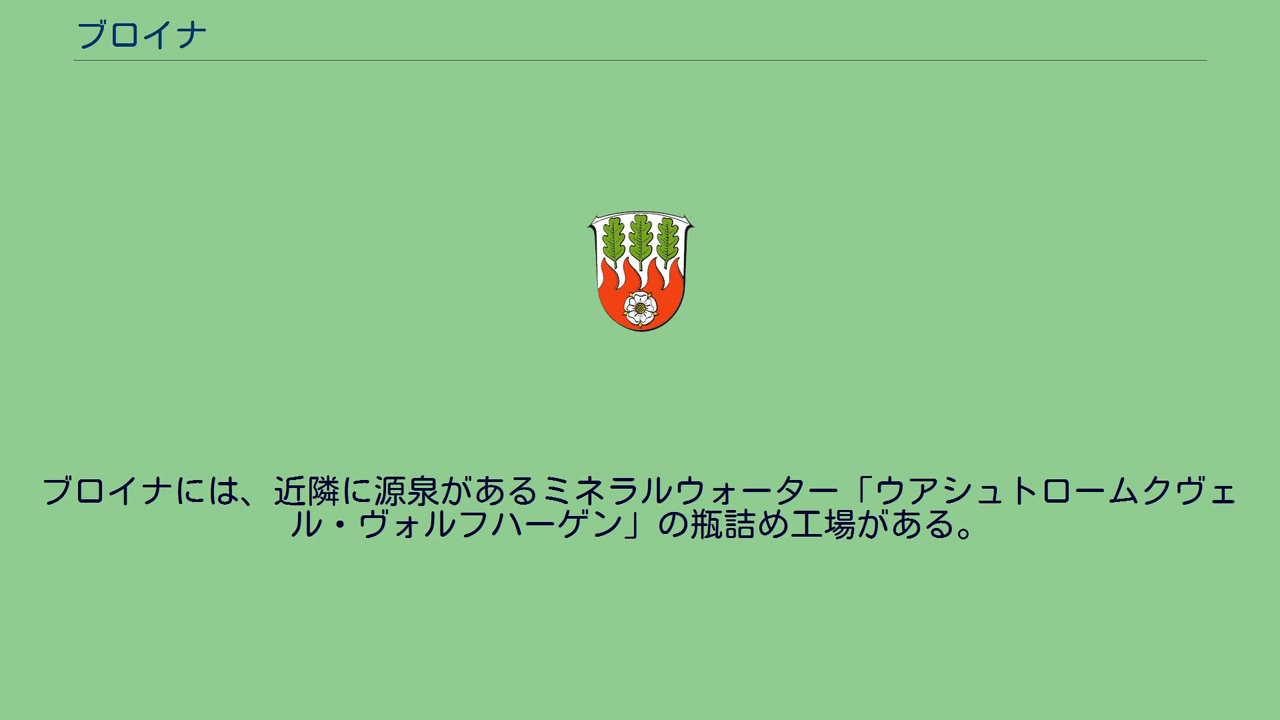 ブロイナ
ブロイナには、近隣に源泉があるミネラルウォーター「ウアシュトロームクヴェ
ル・ヴォルフハーゲン」の瓶詰め工場がある。